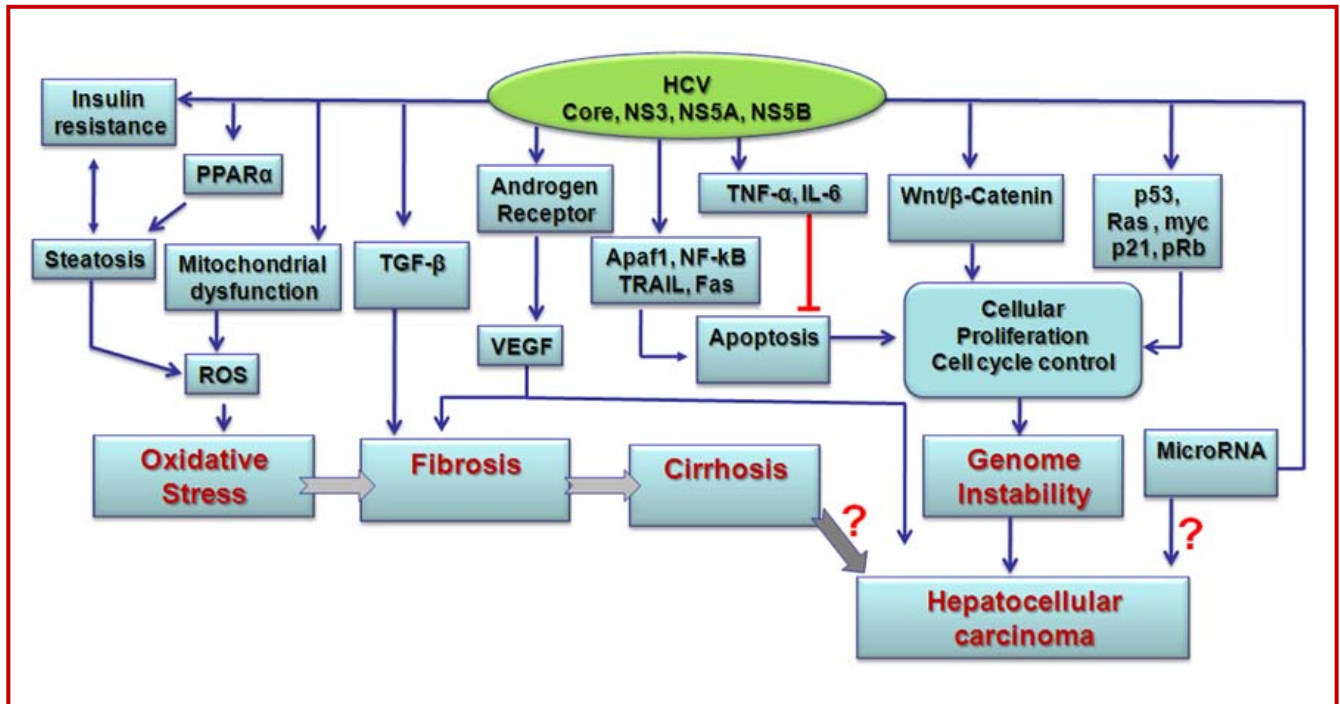 HCV
Core, NS3, NS5A, NS5B
Insulin
resistance
PPARα
Androgen
Receptor
TNF-α, IL-6
Wnt/β-Catenin
p53,
Ras , myc
p21, pRb
Steatosis
Mitochondrial
dysfunction
TGF-β
Apaf1, NF-kB
TRAIL, Fas
Cellular
Proliferation
Cell cycle control
VEGF
Apoptosis
ROS
Oxidative
Stress
Fibrosis
Cirrhosis
Genome
Instability
MicroRNA
?
?
Hepatocellular
carcinoma